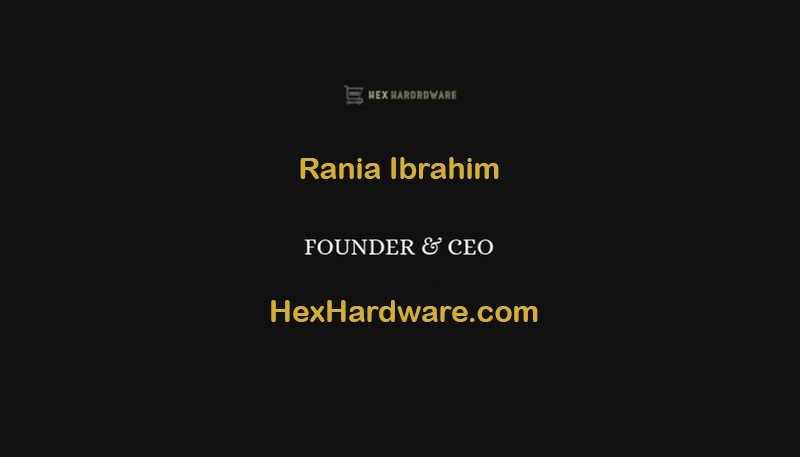 HEX HARDRDWARE
Rania Ibrahim
FOUNDER & CEO
HexHardware.com